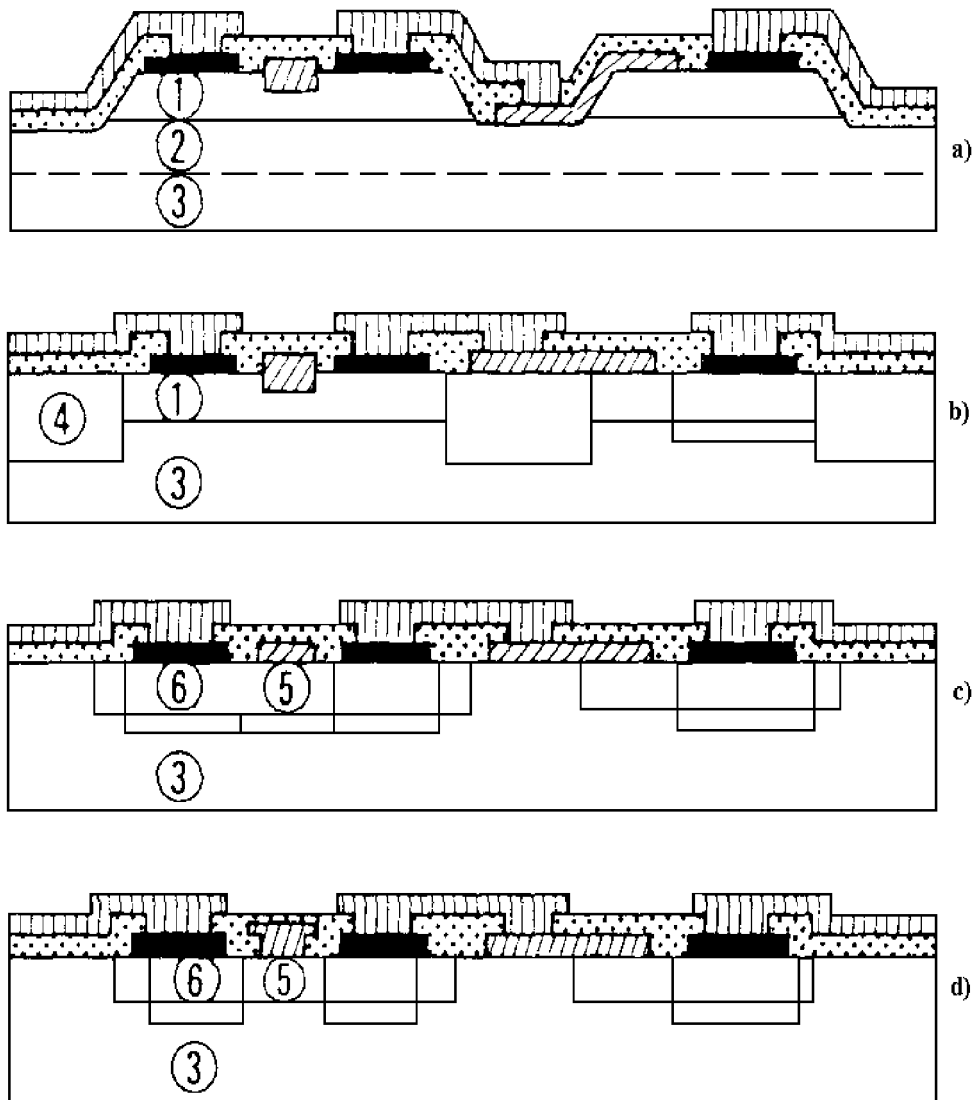 ①
②
a)
③
①
④
b)
③
⑥ ⑤
c)
③
⑥ ⑤
d)
③